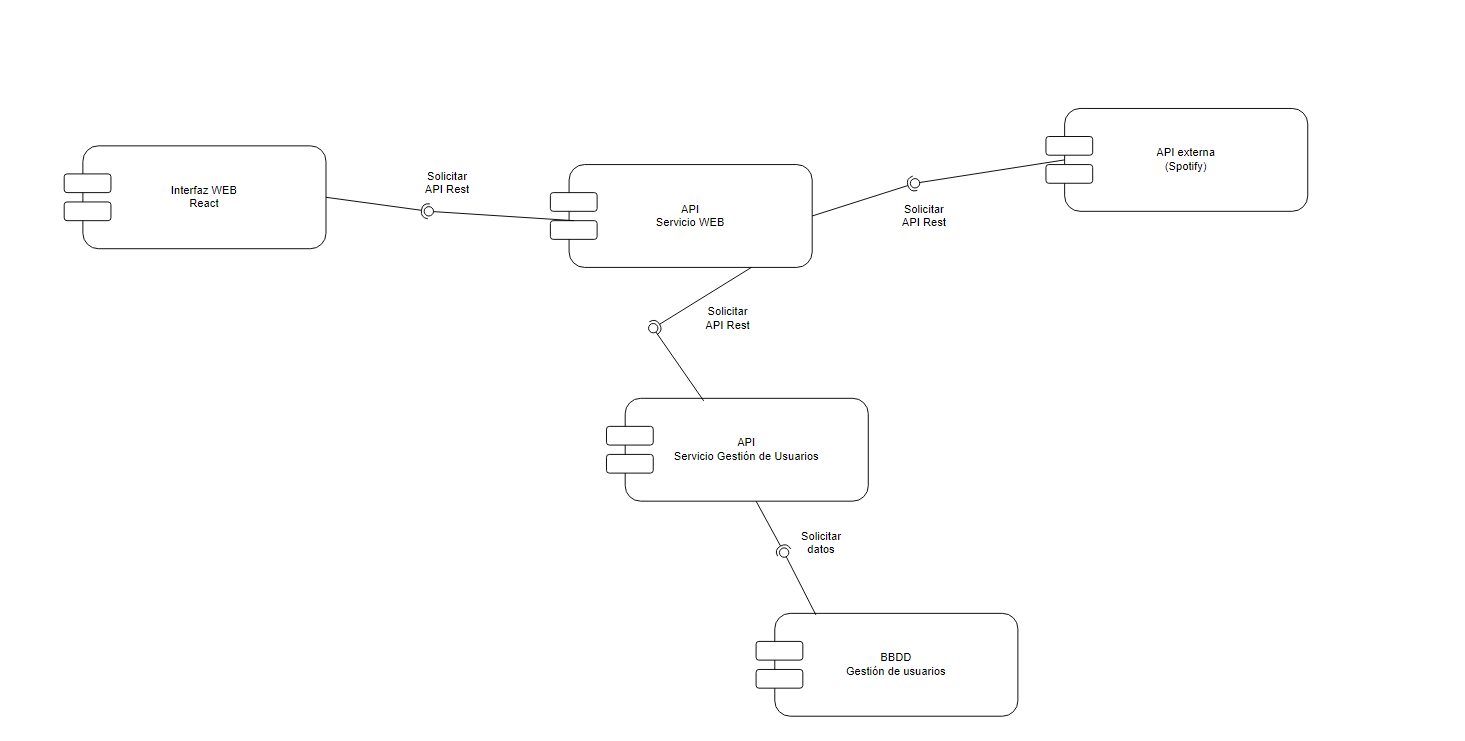 Interfaz WEB
React
Solicitar
API Rest
API
Servicio WEB
Solicitar
API Rest
API externa
(Spotify)
Solicitar
API Rest
API
Servicio Gestión de Usuarios
Solicitar
datos
BBDD
Gestión de usuarios